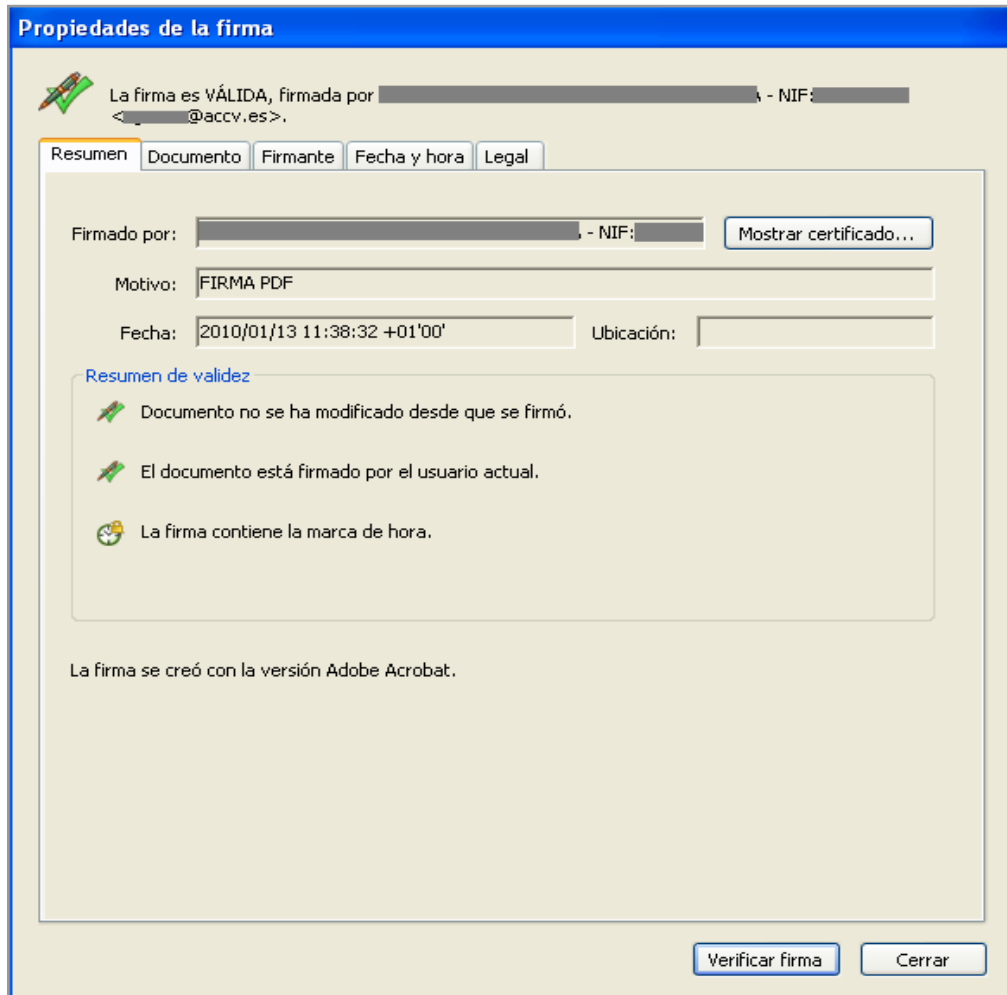 Propiedades de la firma
La firma es VÁLIDA, firmada por - NIF:
< @accv.es>.
Resumen Documento Firmante Fecha y hora Legal
Firmado por: - NIF: Mostrar certificado...
Motivo: FIRMA PDF
Fecha: 2010/01/13 11:38:32 +01'00' Ubicación:
Resumen de validez
Documento no se ha modificado desde que se firmó.
El documento está firmado por el usuario actual.
La firma contiene la marca de hora.
La firma se creó con la versión Adobe Acrobat.
Verificar firma Cerrar